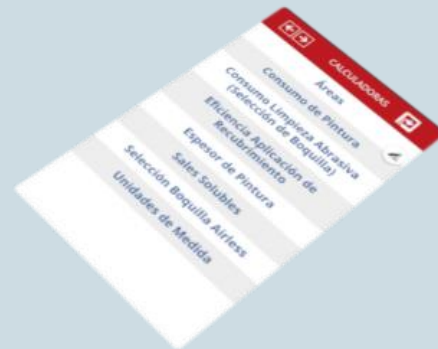 CALCULADORAS
Áreas
Consumo de Pintura
Consumo Limpieza Abrasiva
(Selección de Boquilla)
Eficiencia Aplicación de
Recubrimiento
Espesor de Pintura
Sales Solubles
Selección Boquilla Airless
Unidades de Medida